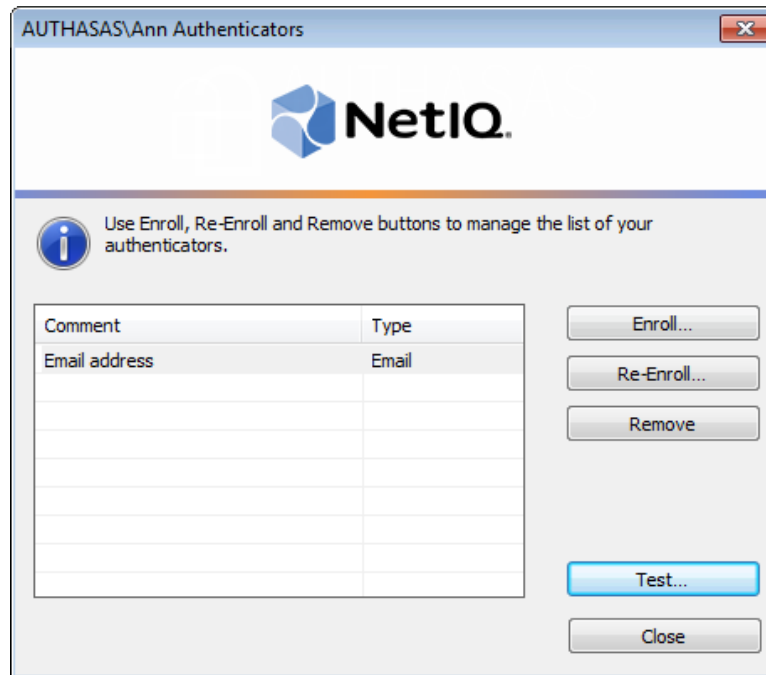 AUTHASAS\Ann Authenticators
NetIQ.
Use Enroll, Re-Enroll and Remove buttons to manage the list of your
authenticators.
Comment Type
Email address Email
Enroll...
Re-Enroll...
Remove
Test...
Close